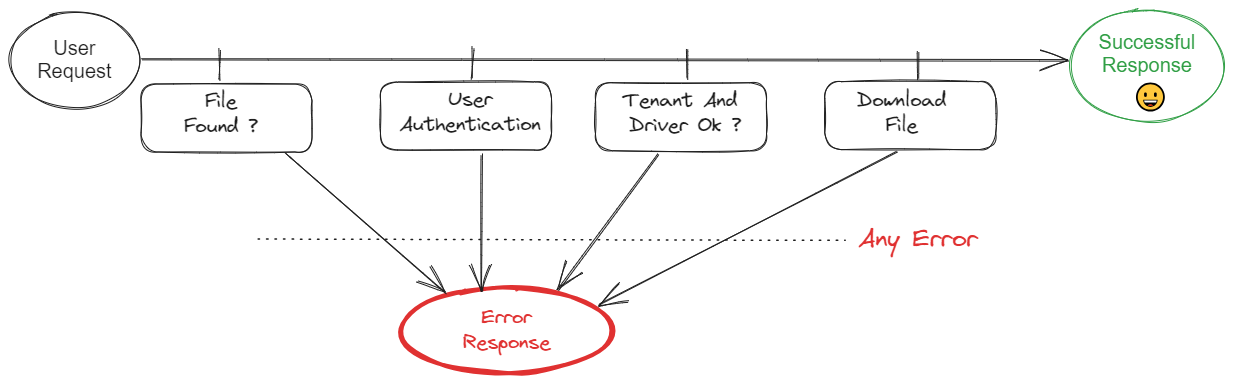 User
Request
File
Found ?
User
Authentication
Tenant And
Driver Ok ?
Download
File
Successful
Response
Any Error
Error
Response